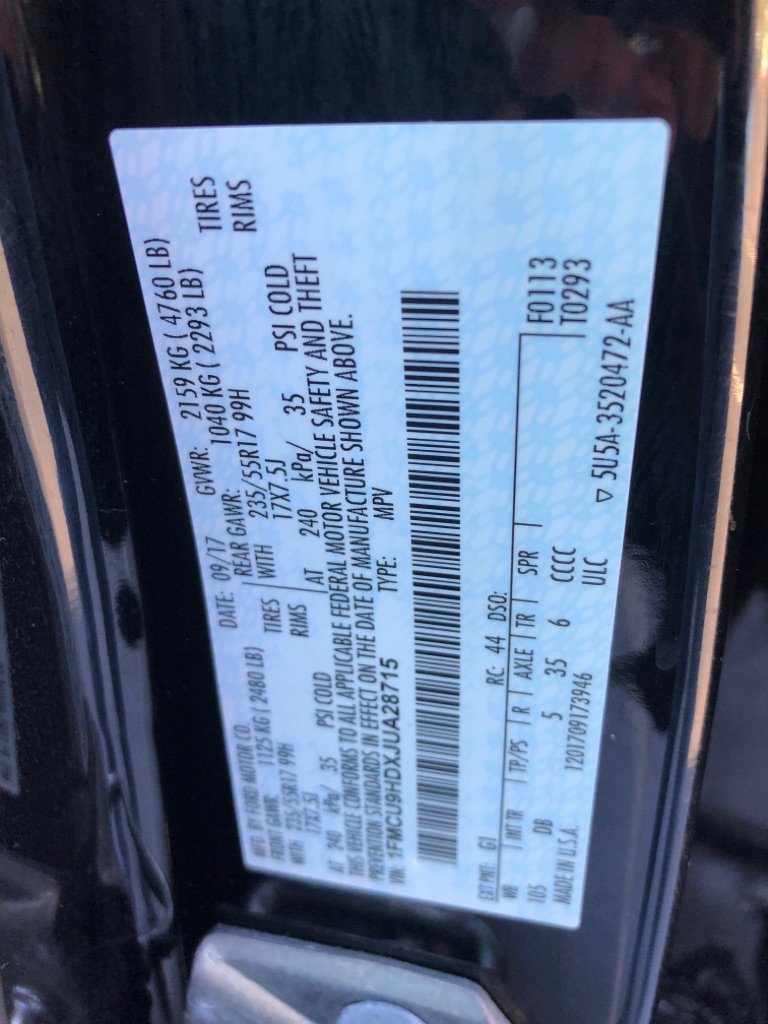 MFD. BY FORD MOTOR CO. DATE: 09/17 GVWR: 2159 KG ( 4760 LB)
FRONT GAWR: 1125 KG ( 2480 LB) REAR GAWR: 1040 KG ( 2293 LB)
WITH 235/55R17 99H TIRES WITH 235/55R17 99H TIRES
17X7.5J RIMS 17X7.5J RIMS
AT 240 kPa/ 35 PSI COLD AT 240 kPa/ 35 PSI COLD
THIS VEHICLE CONFORMS TO ALL APPLICABLE FEDERAL MOTOR VEHICLE SAFETY AND THEFT
PREVENTION STANDARDS IN EFFECT ON THE DATE OF MANUFACTURE SHOWN ABOVE.
VIN: 1FMCU9HDXJUA28715 TYPE: MPV
EXT PNT: G1 RC: 44 DSO: F0113
WB INT TR TP/PS R AXLE TR SPR T0293
105 DB 5 35 6 CCCC
MADE IN U.S.A. 1201709173946 ULC ▽ 5U5A-3520472-AA